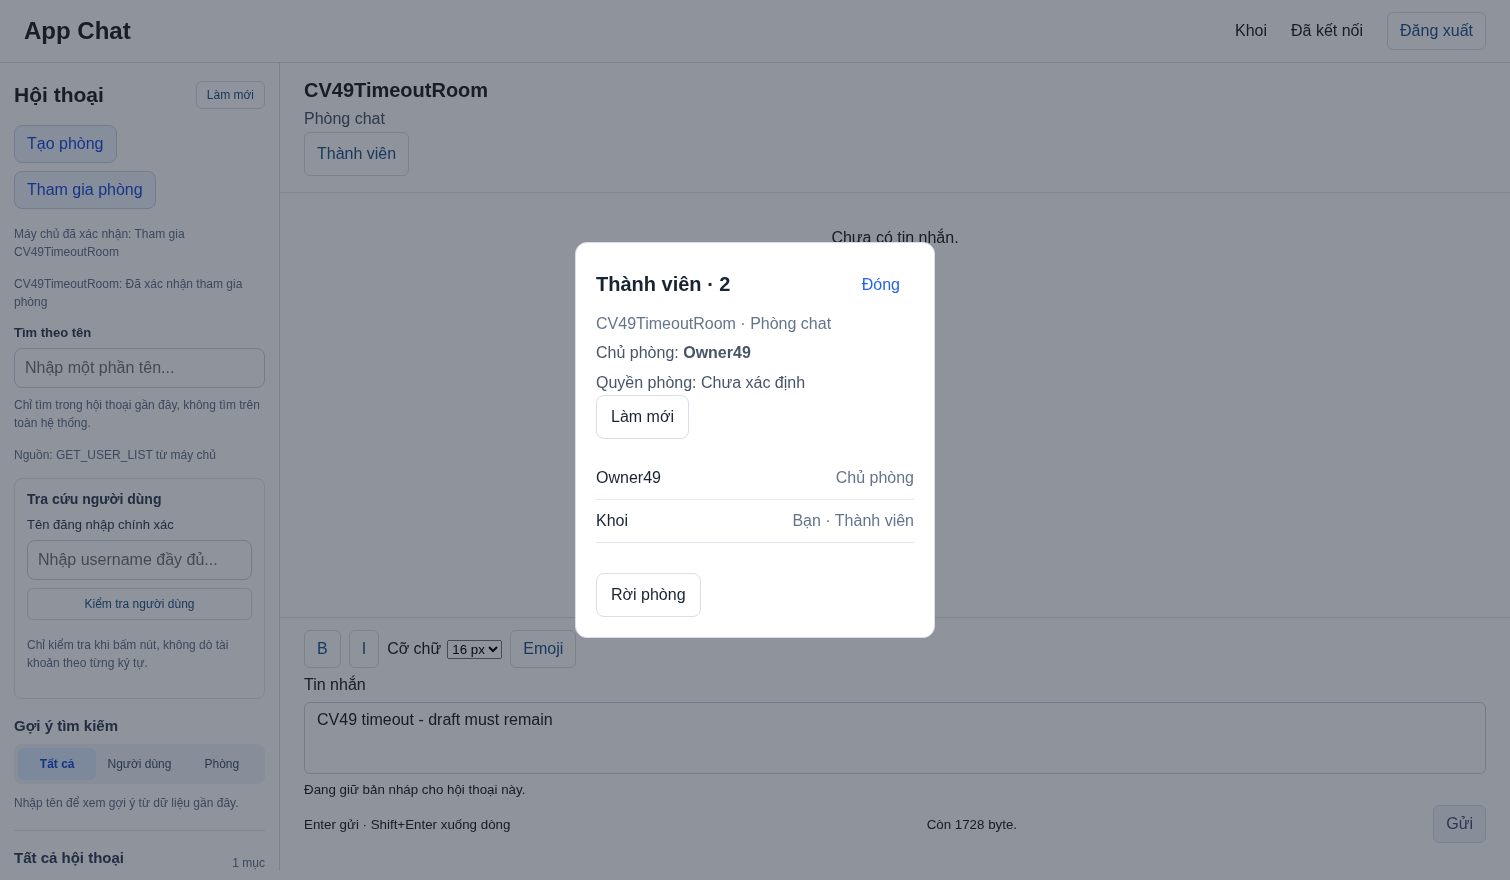 App Chat
Khoi
Đã kết nối
Đăng xuất
Hội thoại
Làm mới
Tạo phòng
Tham gia phòng
Máy chủ đã xác nhận: Tham gia
CV49TimeoutRoom
CV49TimeoutRoom: Đã xác nhận tham gia
phòng
Tìm theo tên
Nhập một phần tên...
Chỉ tìm trong hội thoại gần đây, không tìm trên
toàn hệ thống.
Nguồn: GET_USER_LIST từ máy chủ
Tra cứu người dùng
Tên đăng nhập chính xác
Nhập username đầy đủ...
Kiểm tra người dùng
Chỉ kiểm tra khi bấm nút, không dò tài
khoản theo từng ký tự.
Gợi ý tìm kiếm
Tất cả
Người dùng
Phòng
Nhập tên để xem gợi ý từ dữ liệu gần đây.
Tất cả hội thoại
1 mục
CV49TimeoutRoom
Phòng chat
Thành viên
Chưa có tin nhắn.
Thành viên · 2
Đóng
CV49TimeoutRoom · Phòng chat
Chủ phòng: Owner49
Quyền phòng: Chưa xác định
Làm mới
Owner49
Chủ phòng
Khoi
Bạn · Thành viên
Rời phòng
B
I
Cỡ chữ
16 px
Emoji
Tin nhắn
CV49 timeout - draft must remain
Đang giữ bản nháp cho hội thoại này.
Enter gửi · Shift+Enter xuống dòng
Còn 1728 byte.
Gửi